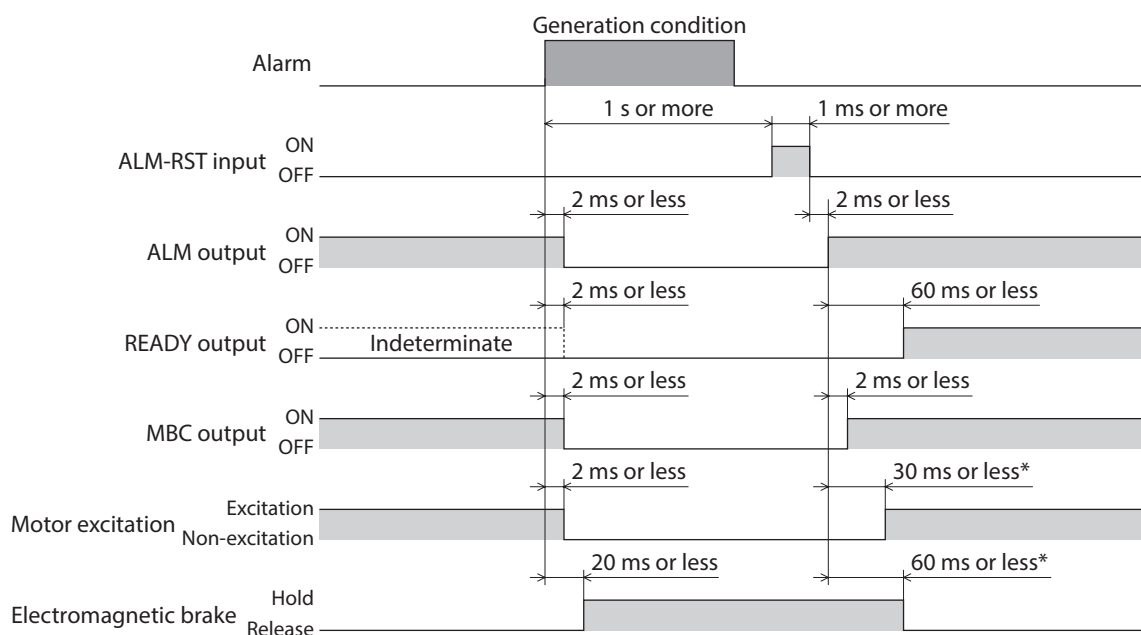 Generation condition
Alarm
1 s or more
1 ms or more
ALM-RST input
ON
OFF
2 ms or less
2 ms or less
ALM output
ON
OFF
2 ms or less
60 ms or less
READY output
ON
OFF
Indeterminate
2 ms or less
2 ms or less
MBC output
ON
OFF
2 ms or less
30 ms or less*
Motor excitation
Excitation
Non-excitation
20 ms or less
60 ms or less*
Electromagnetic brake
Hold
Release